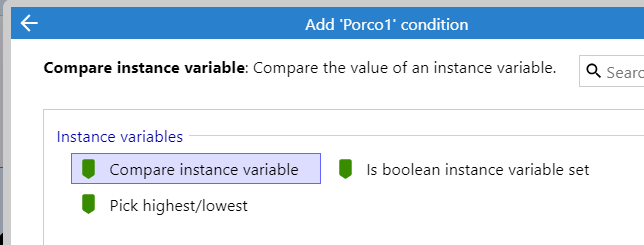 Add 'Porco1' condition
Compare instance variable: Compare the value of an instance variable.
Searc
Instance variables
Compare instance variable
Is boolean instance variable set
Pick highest/lowest